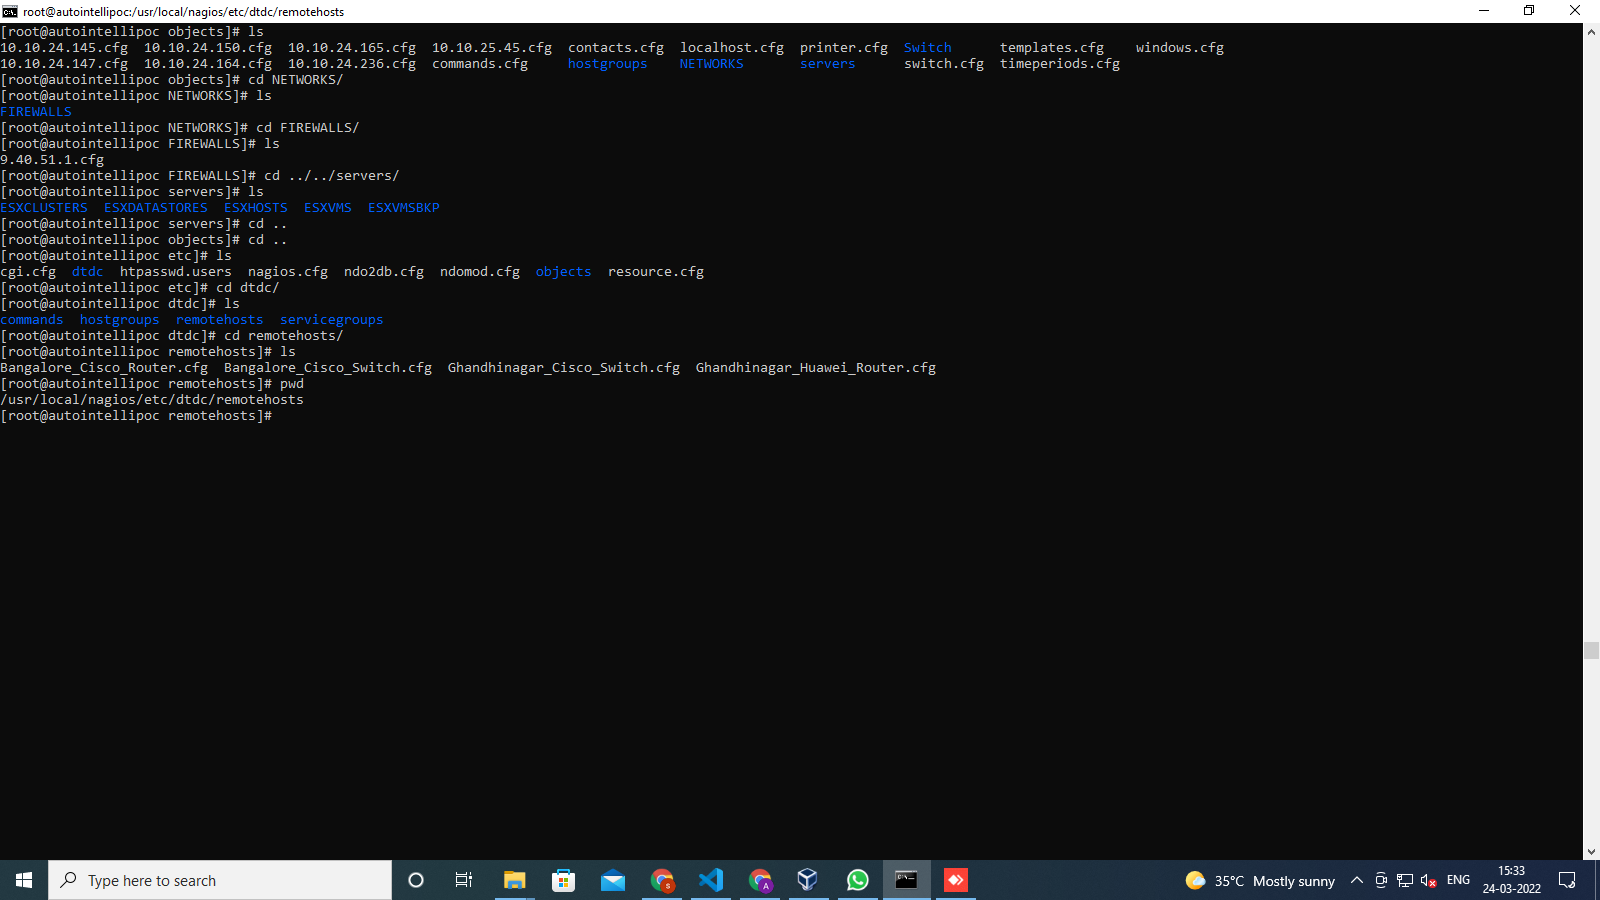 root@autointellipoc:/usr/local/nagios/etc/dtdc/remotehosts
[root@autointellipoc objects]# ls
10.10.24.145.cfg  10.10.24.150.cfg  10.10.24.165.cfg  10.10.25.45.cfg  contacts.cfg  localhost.cfg  printer.cfg  Switch      templates.cfg    windows.cfg
10.10.24.147.cfg  10.10.24.164.cfg  10.10.24.236.cfg  commands.cfg     hostgroups    NETWORKS       servers      switch.cfg  timeperiods.cfg
[root@autointellipoc objects]# cd NETWORKS/
[root@autointellipoc NETWORKS]# ls
FIREWALLS
[root@autointellipoc NETWORKS]# cd FIREWALLS/
[root@autointellipoc FIREWALLS]# ls
9.40.51.1.cfg
[root@autointellipoc FIREWALLS]# cd ../../servers/
[root@autointellipoc servers]# ls
ESXCLUSTERS  ESXDATASTORES  ESXHOSTS  ESXVMS  ESXVMSBKP
[root@autointellipoc servers]# cd ..
[root@autointellipoc objects]# cd ..
[root@autointellipoc etc]# ls
cgi.cfg  dtdc  htpasswd.users  nagios.cfg  ndo2db.cfg  ndomod.cfg  objects  resource.cfg
[root@autointellipoc etc]# cd dtdc/
[root@autointellipoc dtdc]# ls
commands  hostgroups  remotehosts  servicegroups
[root@autointellipoc dtdc]# cd remotehosts/
[root@autointellipoc remotehosts]# ls
Bangalore_Cisco_Router.cfg  Bangalore_Cisco_Switch.cfg  Ghandhinagar_Cisco_Switch.cfg  Ghandhinagar_Huawei_Router.cfg
[root@autointellipoc remotehosts]# pwd
/usr/local/nagios/etc/dtdc/remotehosts
[root@autointellipoc remotehosts]#
Type here to search
35°C  Mostly sunny
ENG
15:33
24-03-2022